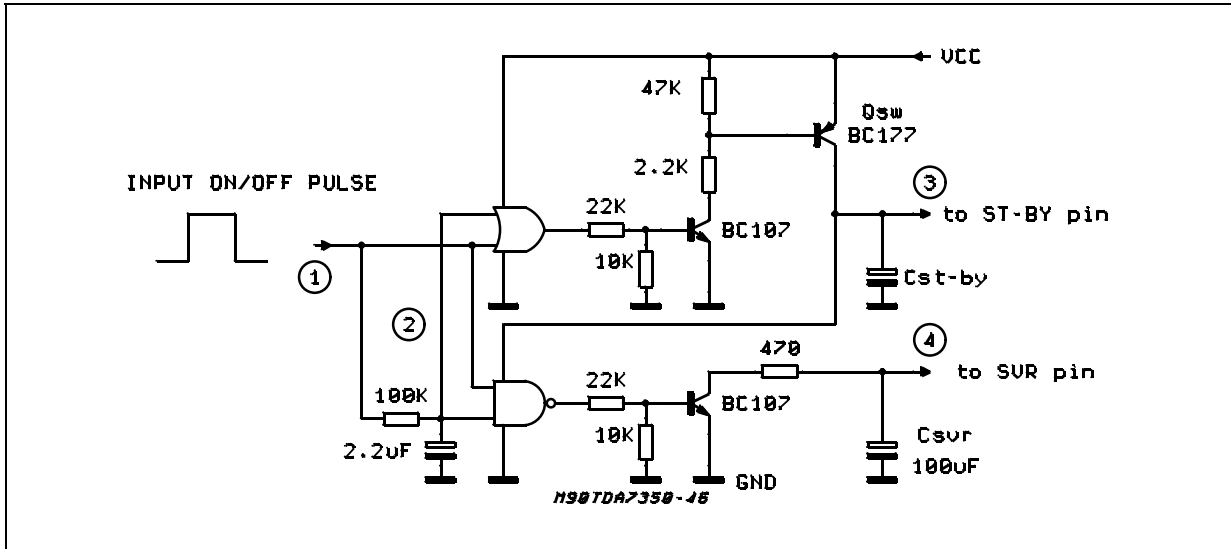 VCC
47K
Qsw
BC177
2.2K
INPUT ON/OFF PULSE
3
to ST-BY pin
22K
BC107
10K
1
Cst-by
2
4
470
to SVR pin
100K
22K
BC107
10K
2.2uF
Csvr
100uF
GND
M90TDA7350-46